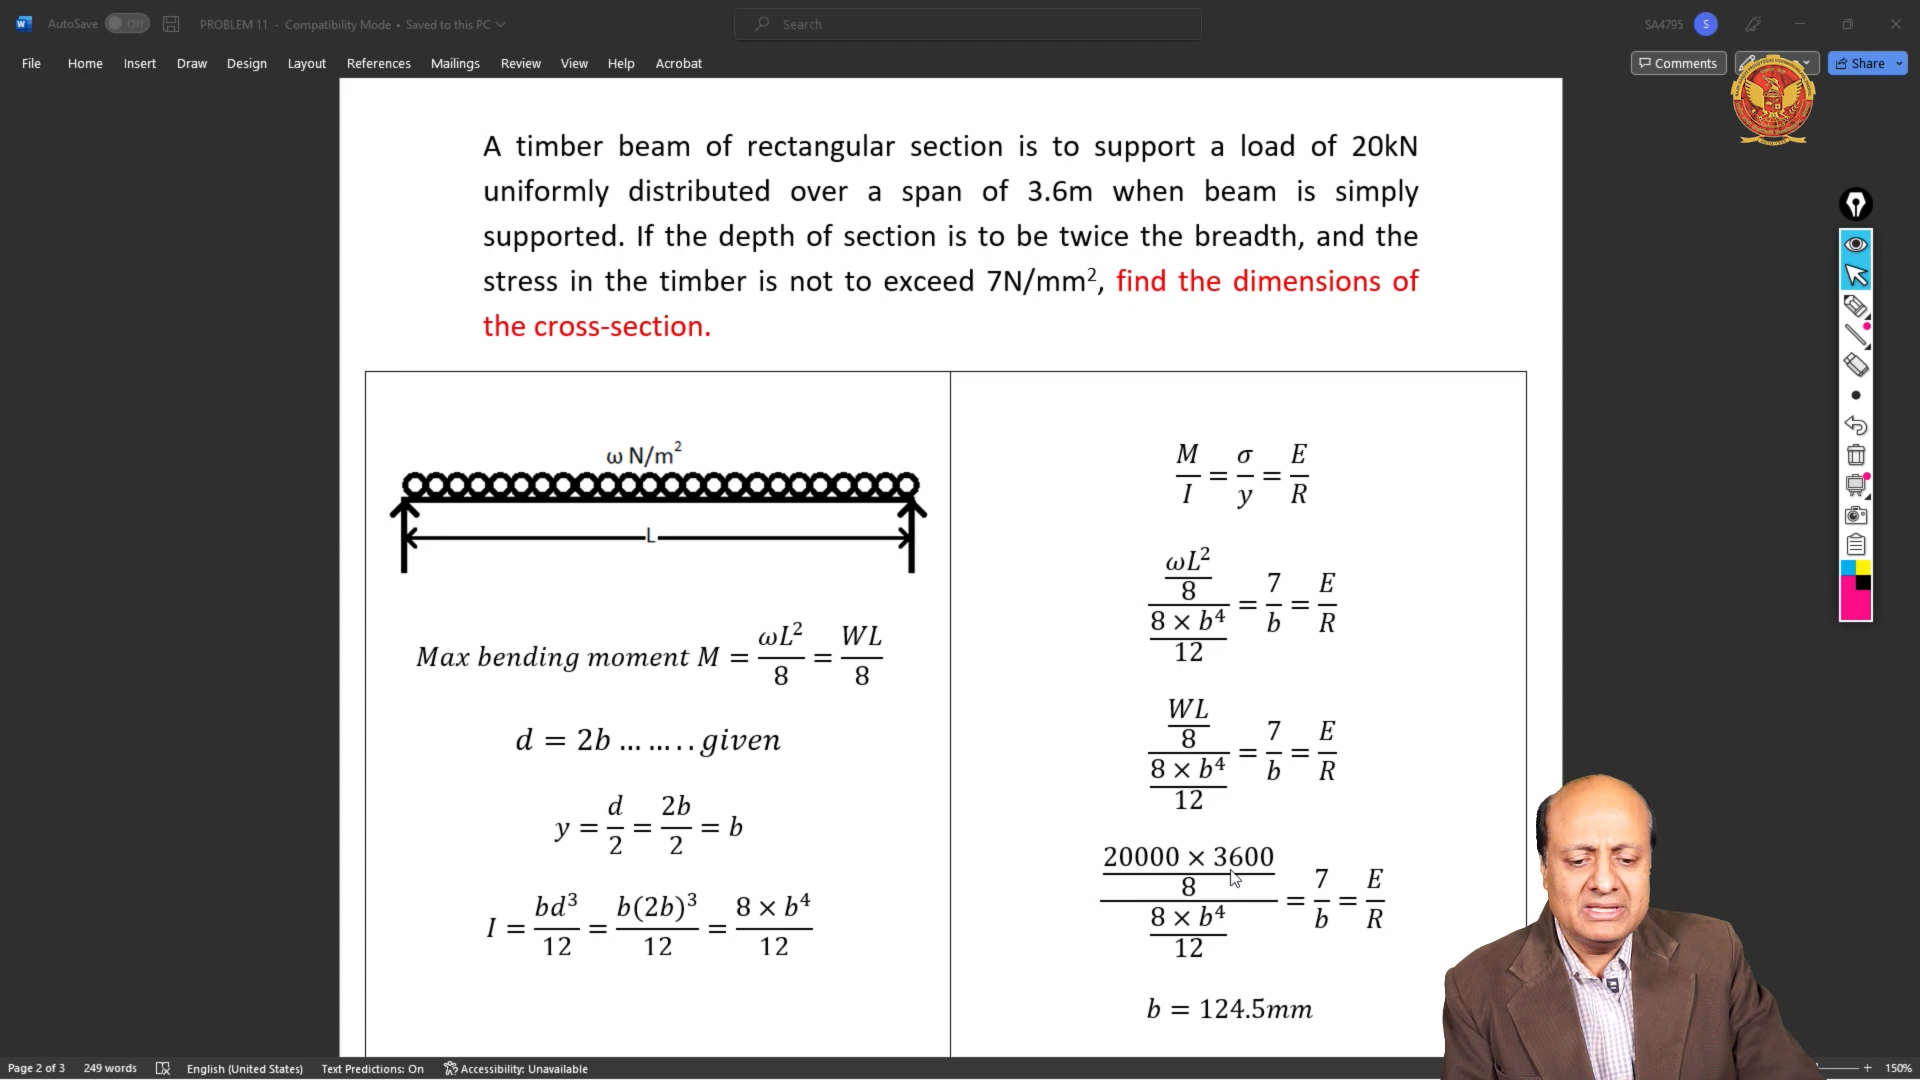 AutoSave Off PROBLEM 11 - Compatibility Mode • Saved to this PC Search SA4795 S
File Home Insert Draw Design Layout References Mailings Review View Help Acrobat Comments Share
A timber beam of rectangular section is to support a load of 20kN
uniformly distributed over a span of 3.6m when beam is simply
supported. If the depth of section is to be twice the breadth, and the
stress in the timber is not to exceed 7N/mm², find the dimensions of
the cross-section.
ω N/m²
L
Max bending moment M = ωL²/8 = WL/8
d = 2b ........ given
y = d/2 = 2b/2 = b
I = bd³/12 = b(2b)³/12 = 8 × b⁴/12
M/I = σ/y = E/R
(ωL²/8)/(8 × b⁴/12) = 7/b = E/R
(WL/8)/(8 × b⁴/12) = 7/b = E/R
(20000 × 3600/8)/(8 × b⁴/12) = 7/b = E/R
b = 124.5mm
Page 2 of 3 249 words English (United States) Text Predictions: On Accessibility: Unavailable 150%